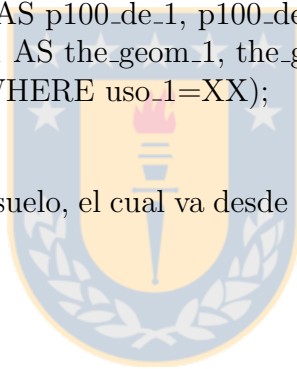 AS p100_de_1, p100_de
AS the_geom_1, the_g
WHERE uso_1=XX);
suelo, el cual va desde